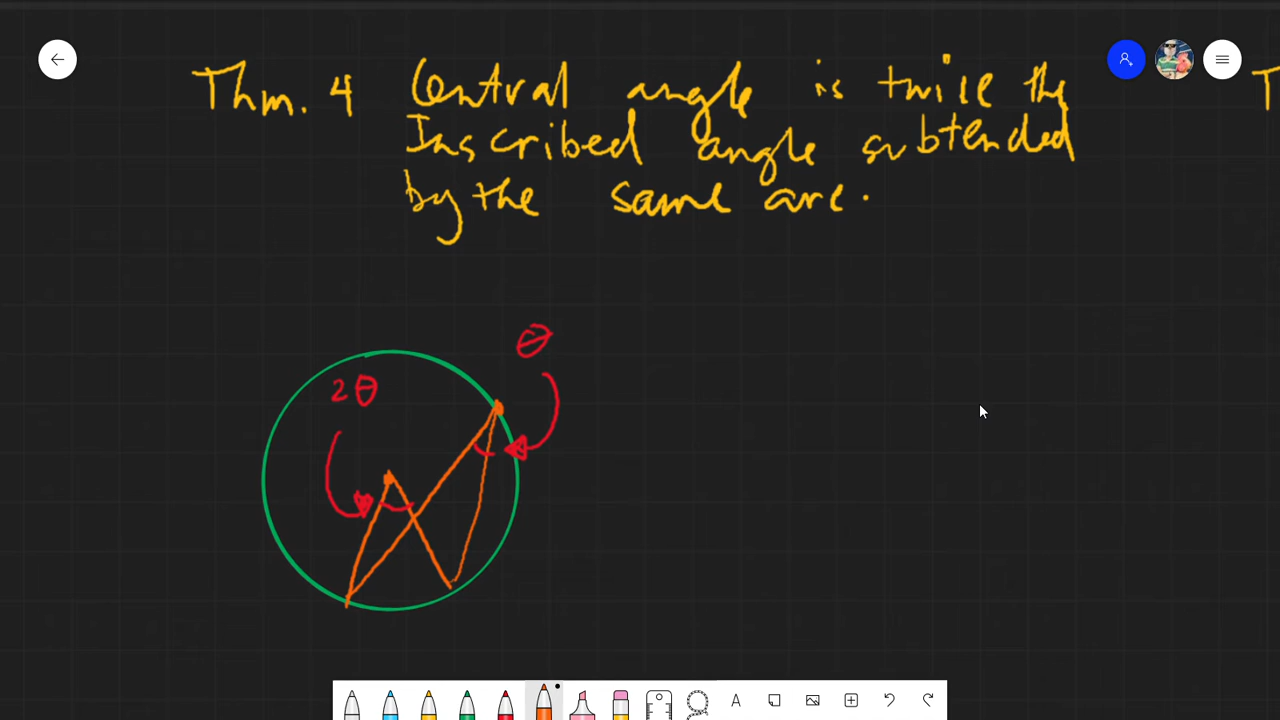 Thm. 4 Central angle is twice the
Inscribed angle subtended
by the same arc.
T
θ
2θ
A